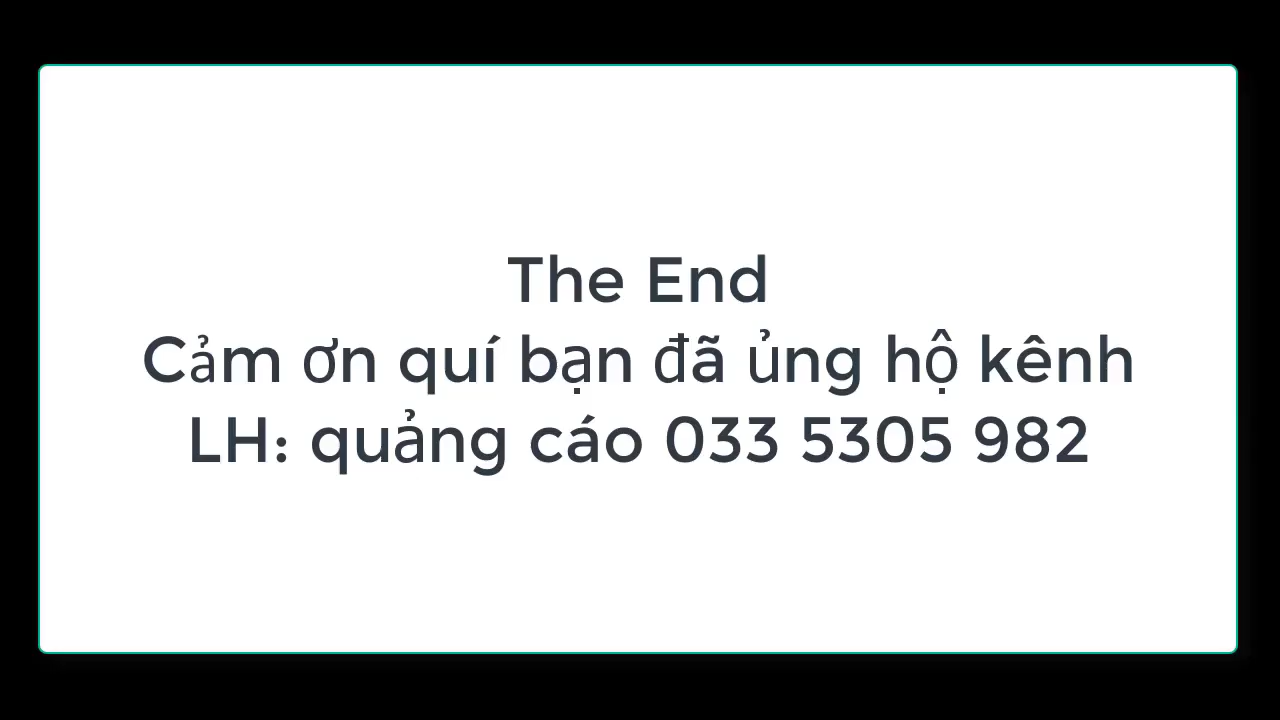 The End
Cảm ơn quí bạn đã ủng hộ kênh
LH: quảng cáo 033 5305 982